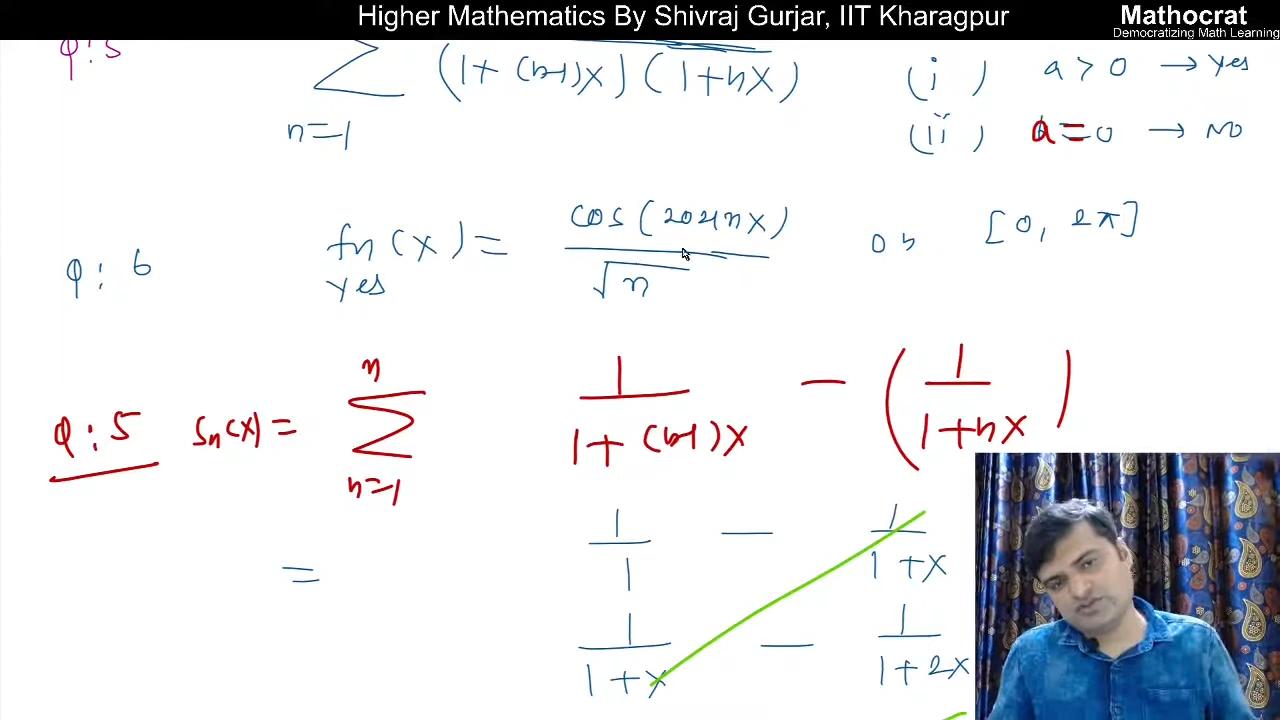 Higher Mathematics By Shivraj Gurjar, IIT Kharagpur
Mathocrat
Democratizing Math Learning
Q: 5
∑ n=1 (1+(n-1)x)(1+nx)
(i) a > 0 → Yes
(ii) a = 0 → NO
Q: 6 fn(x) = cos(2021nx) / √n on [0, 2π]
Yes
Q: 5 Sn(x) = ∑ n=1 n 1/(1+(n-1)x) − (1/(1+nx))
= 1/1 − 1/(1+x)
1/(1+x) − 1/(1+2x)